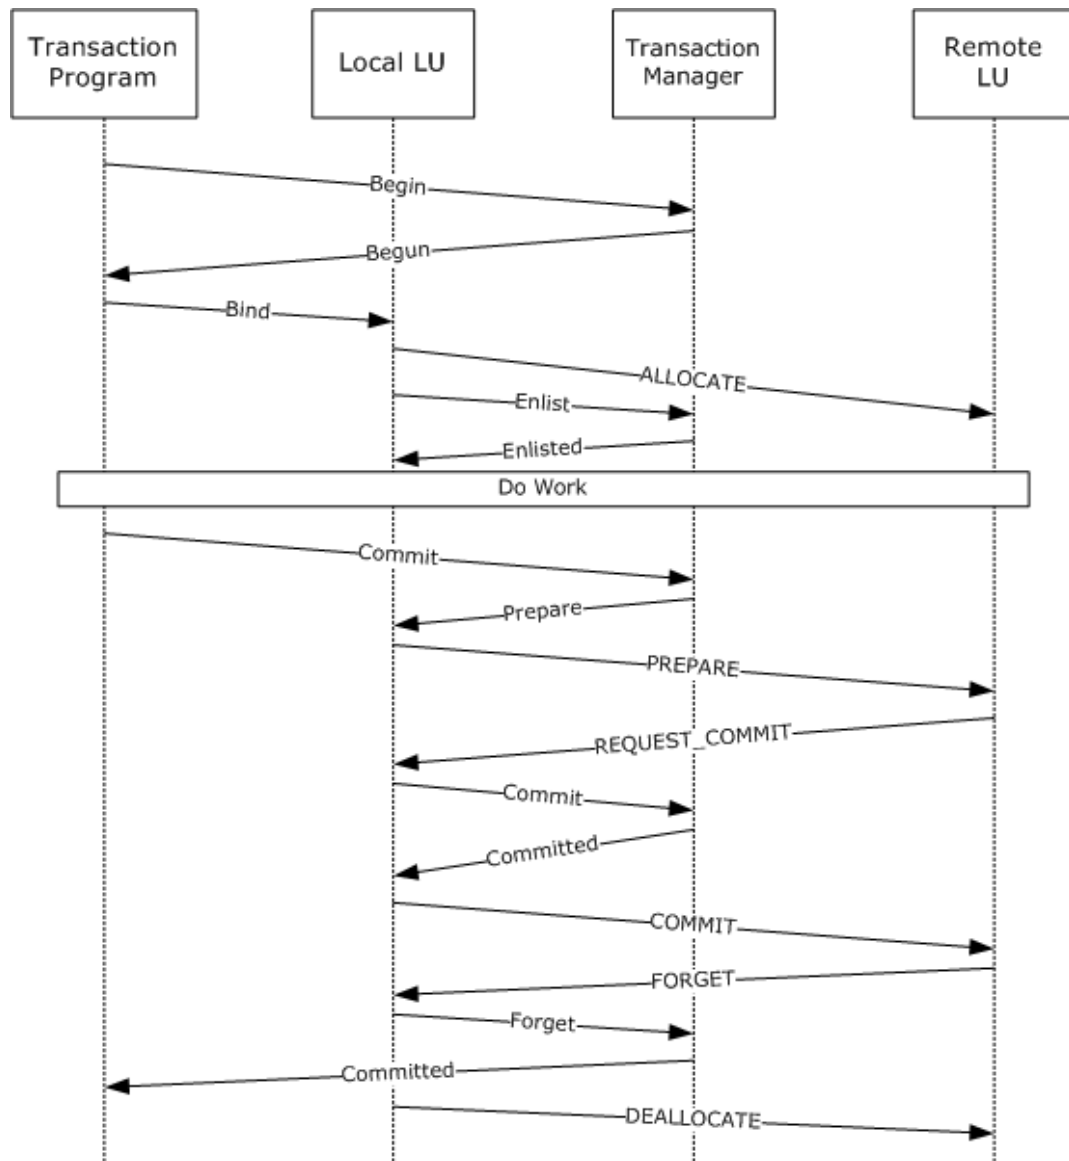 Transaction
Program
Local LU
Transaction
Manager
Remote
LU
Begin
Begun
Bind
ALLOCATE
Enlist
Enlisted
Do Work
Commit
Prepare
PREPARE
REQUEST_COMMIT
Commit
Committed
COMMIT
FORGET
Forget
Committed
DEALLOCATE